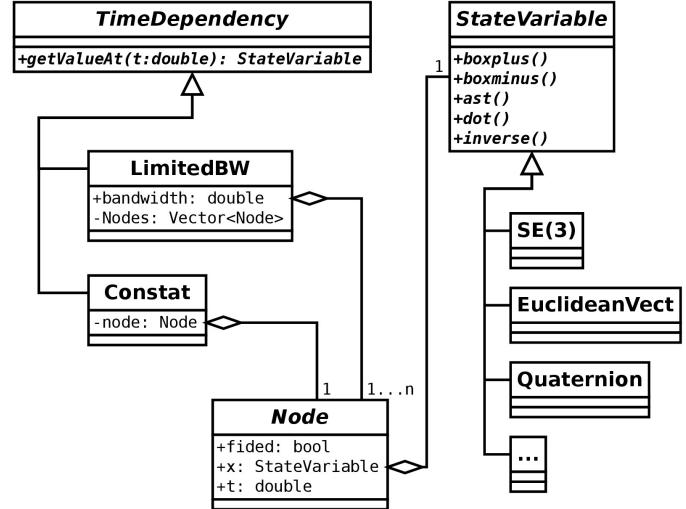 TimeDependency
+getValueAt(t:double): StateVariable
StateVariable
+boxplus()
+boxminus()
+ast()
+dot()
+inverse()
1
LimitedBW
+bandwidth: double
-Nodes: Vector<Node>
SE(3)
Constat
-node: Node
EuclideanVect
1
1...n
Quaternion
Node
+fided: bool
+x: StateVariable
+t: double
...